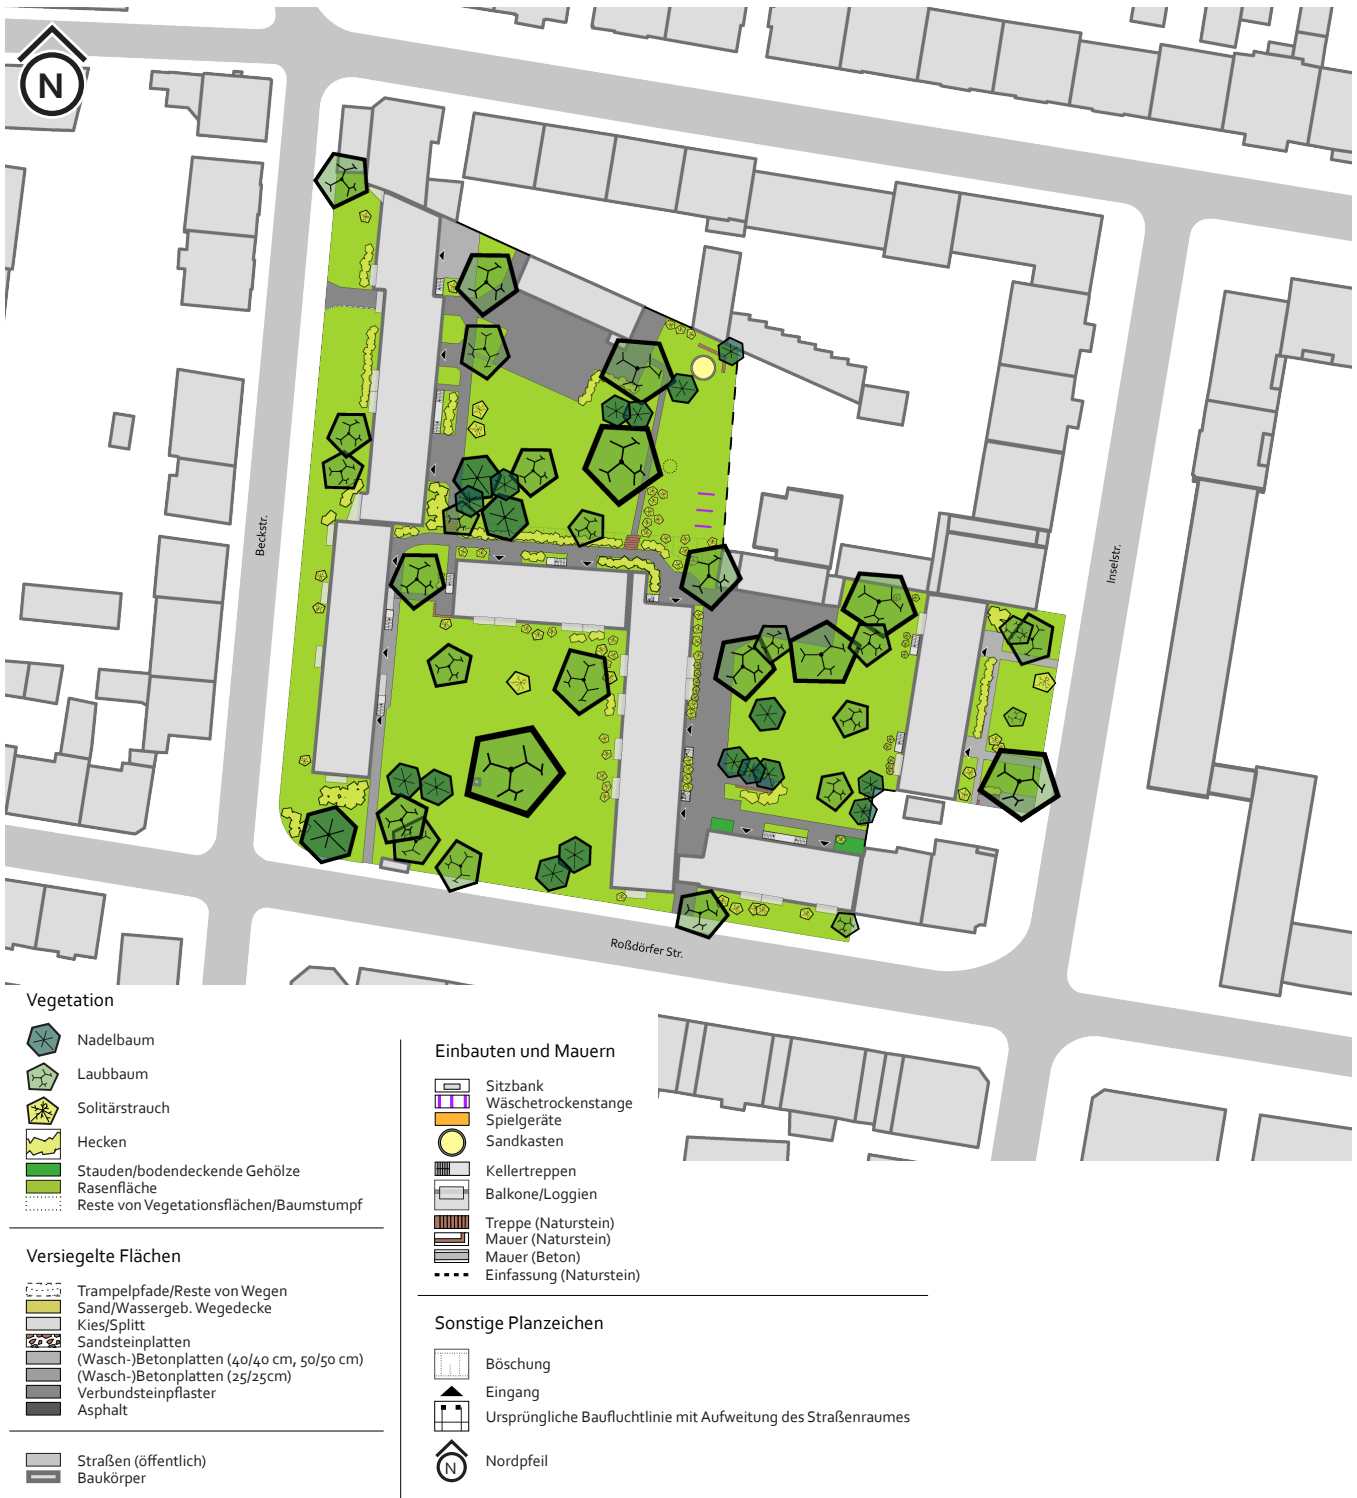 N
Beckstr.
Inselstr.
Roßdörfer Str.
Vegetation
Nadelbaum
Laubbaum
Solitärstrauch
Hecken
Stauden/bodendeckende Gehölze
Rasenfläche
Reste von Vegetationsflächen/Baumstumpf
Versiegelte Flächen
Trampelpfade/Reste von Wegen
Sand/Wassergeb. Wegedecke
Kies/Splitt
Sandsteinplatten
(Wasch-)Betonplatten (40/40 cm, 50/50 cm)
(Wasch-)Betonplatten (25/25cm)
Verbundsteinpflaster
Asphalt
Straßen (öffentlich)
Baukörper
Einbauten und Mauern
Sitzbank
Wäschetrockenstange
Spielgeräte
Sandkasten
Kellertreppen
Balkone/Loggien
Treppe (Naturstein)
Mauer (Naturstein)
Mauer (Beton)
Einfassung (Naturstein)
Sonstige Planzeichen
Böschung
Eingang
Ursprüngliche Baufluchtlinie mit Aufweitung des Straßenraumes
N
Nordpfeil